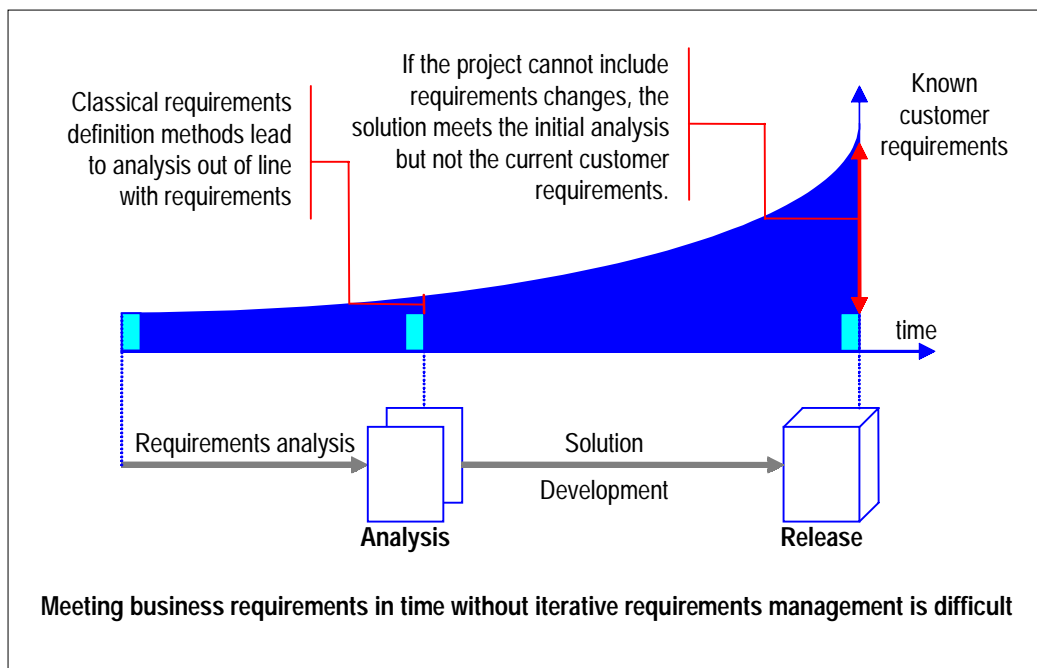 Classical requirements
definition methods lead
to analysis out of line
with requirements
If the project cannot include
requirements changes, the
solution meets the initial analysis
but not the current customer
requirements.
Known
customer
requirements
time
Requirements analysis
Solution
Development
Analysis
Release
Meeting business requirements in time without iterative requirements management is difficult